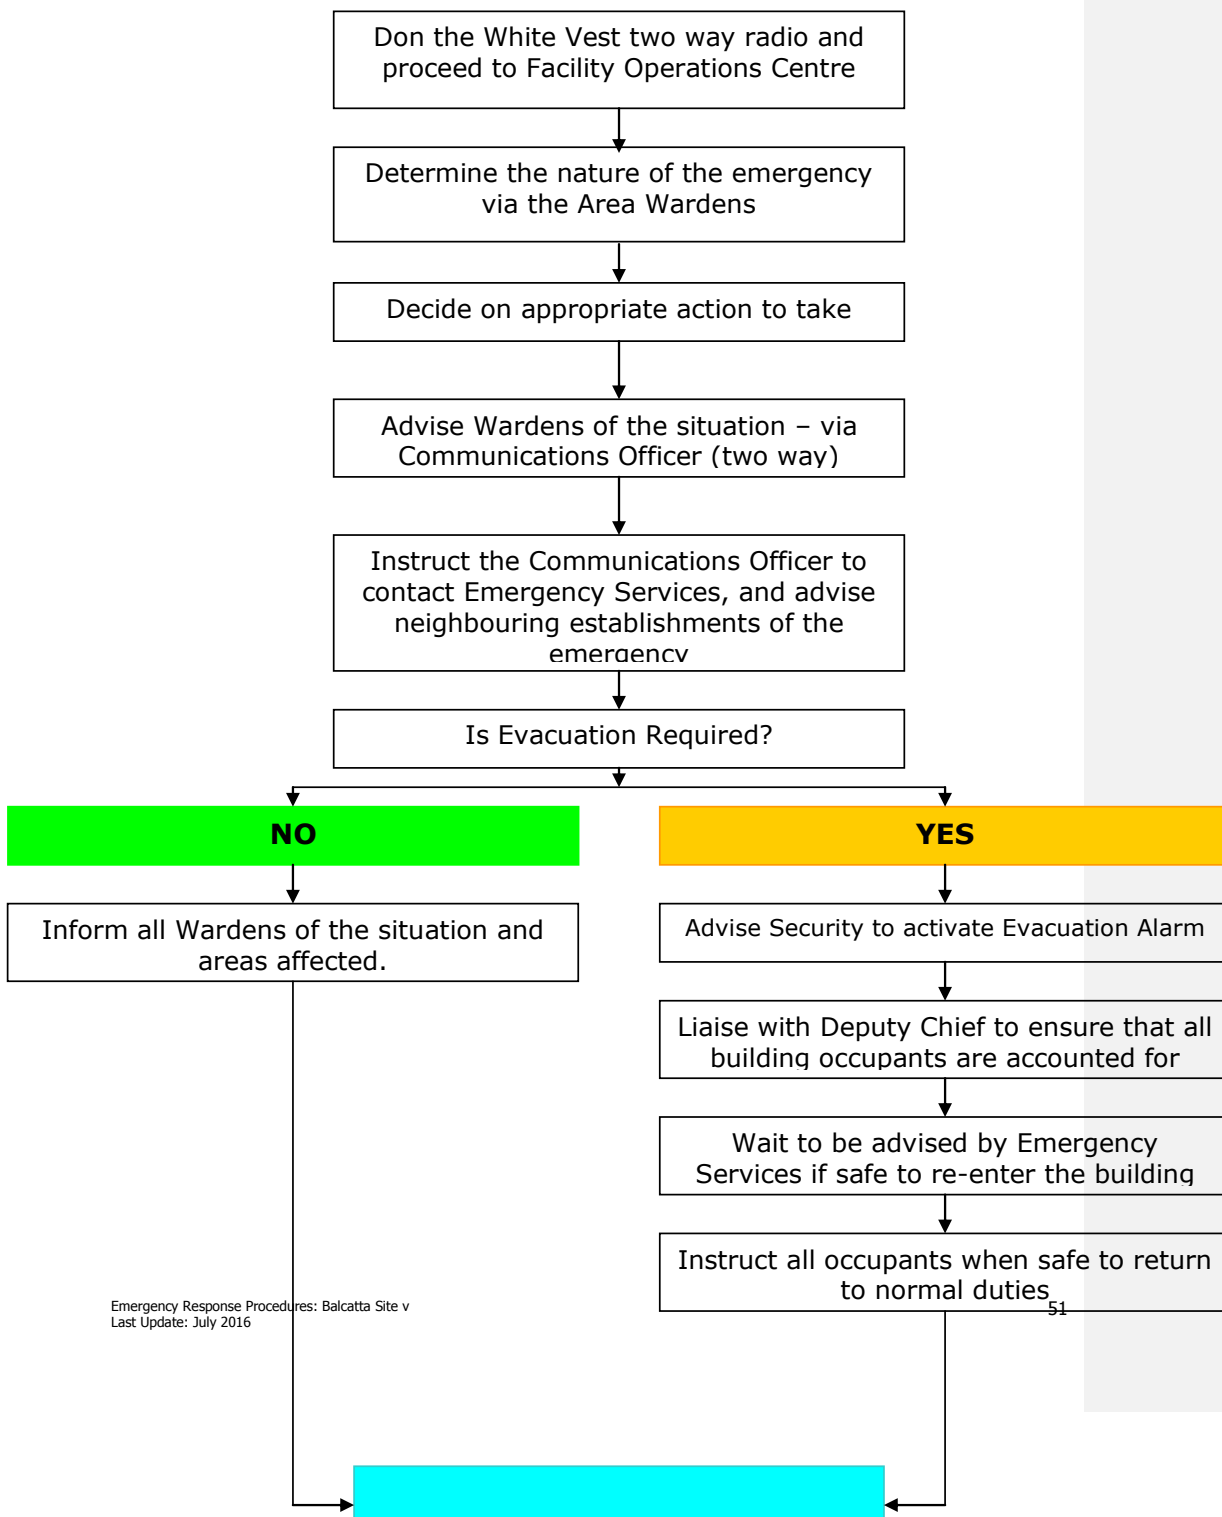 Don the White Vest two way radio and
proceed to Facility Operations Centre
Determine the nature of the emergency
via the Area Wardens
Decide on appropriate action to take
Advise Wardens of the situation – via
Communications Officer (two way)
Instruct the Communications Officer to
contact Emergency Services, and advise
neighbouring establishments of the
emergency
Is Evacuation Required?
NO
Inform all Wardens of the situation and
areas affected.
YES
Advise Security to activate Evacuation Alarm
Liaise with Deputy Chief to ensure that all
building occupants are accounted for
Wait to be advised by Emergency
Services if safe to re-enter the building
Instruct all occupants when safe to return
to normal duties
Emergency Response Procedures: Balcatta Site v
Last Update: July 2016
51